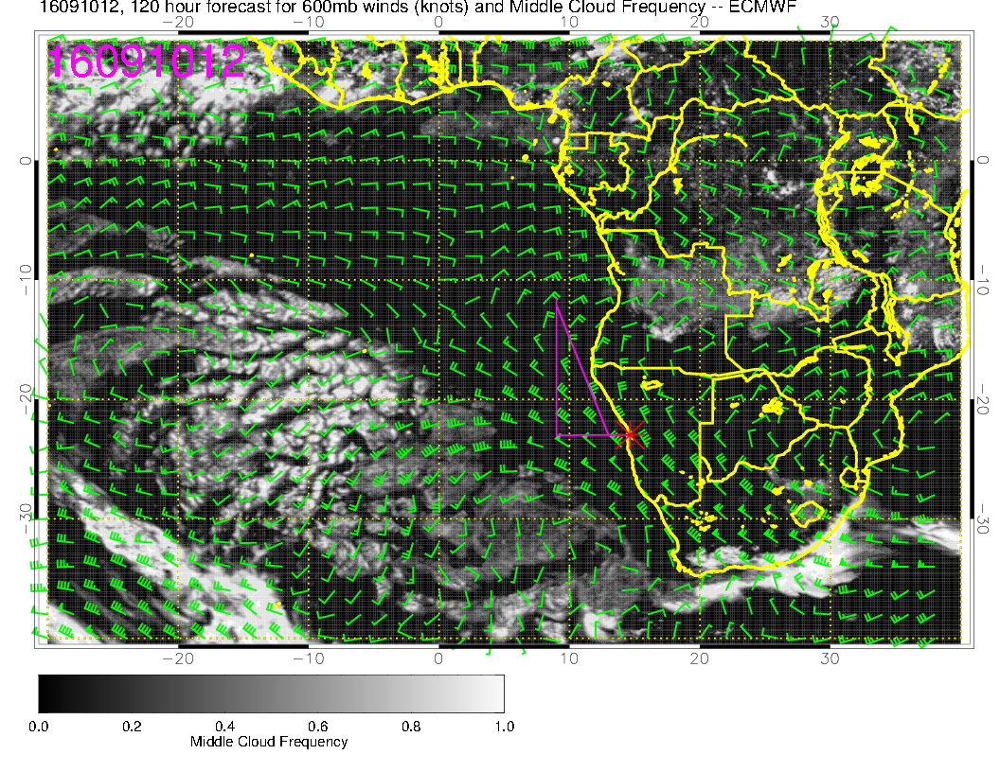 16091012, 120 hour forecast for 600mb winds (knots) and Middle Cloud Frequency -- ECMWF
−20 −10 0 10 20 30
16091012
0 0
−10 −10
−20 −20
−30 −30
−20 −10 0 10 20 30
0.0 0.2 0.4 0.6 0.8 1.0
Middle Cloud Frequency